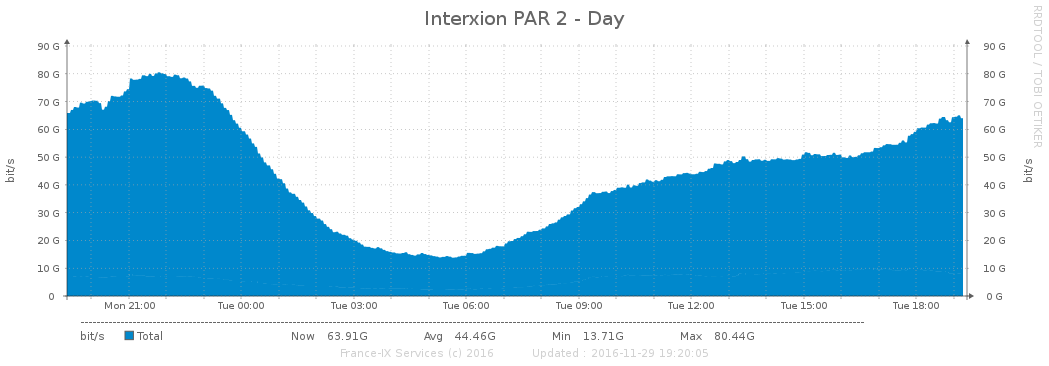 Interxion PAR 2 - Day
RRDTOOL / TOBI OETIKER
bit/s
90 G 90 G
80 G 80 G
70 G 70 G
60 G 60 G
50 G 50 G
40 G 40 G
30 G 30 G
20 G 20 G
10 G 10 G
0 0 G
bit/s
Mon 21:00 Tue 00:00 Tue 03:00 Tue 06:00 Tue 09:00 Tue 12:00 Tue 15:00 Tue 18:00
bit/s Total Now 63.91G Avg 44.46G Min 13.71G Max 80.44G
France-IX Services (c) 2016 Updated : 2016-11-29 19:20:05